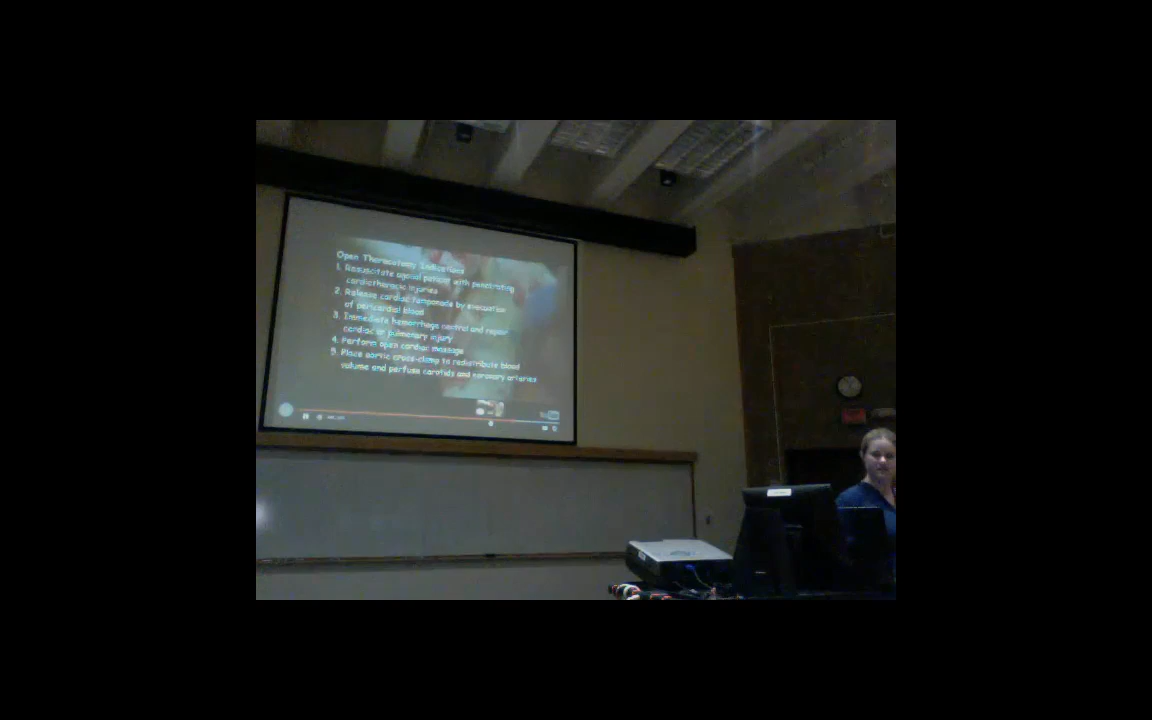 Open Thoracotomy Indications
1. Resuscitate agonal patient with penetrating
cardiothoracic injuries
2. Release cardiac tamponade by evacuation
of pericardial blood
3. Immediate hemorrhage control and repair
cardiac or pulmonary injury
4. Perform open cardiac massage
5. Place aortic cross-clamp to redistribute blood
volume and perfuse carotids and coronary arteries